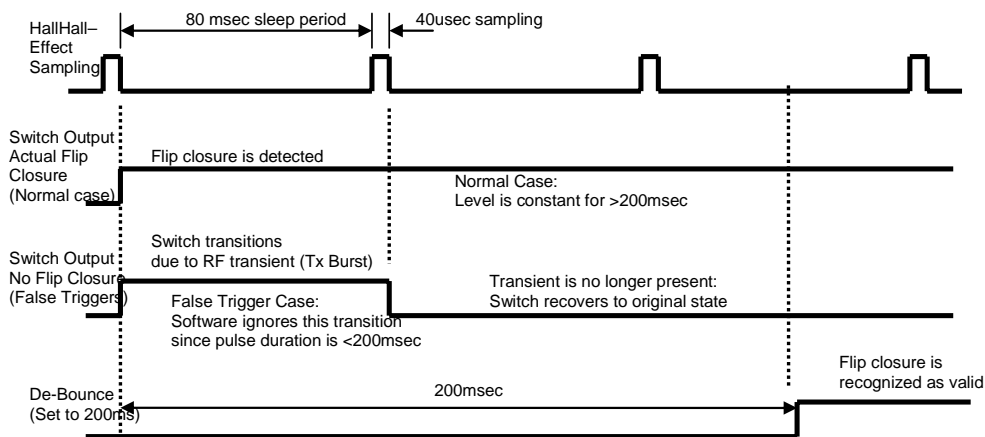 80 msec sleep period
40usec sampling
HallHall–
Effect
Sampling
Switch Output
Actual Flip
Closure
(Normal case)
Flip closure is detected
Normal Case:
Level is constant for >200msec
Switch Output
No Flip Closure
(False Triggers)
Switch transitions
due to RF transient (Tx Burst)
False Trigger Case:
Software ignores this transition
since pulse duration is <200msec
Transient is no longer present:
Switch recovers to original state
De-Bounce
(Set to 200ms)
200msec
Flip closure is
recognized as valid